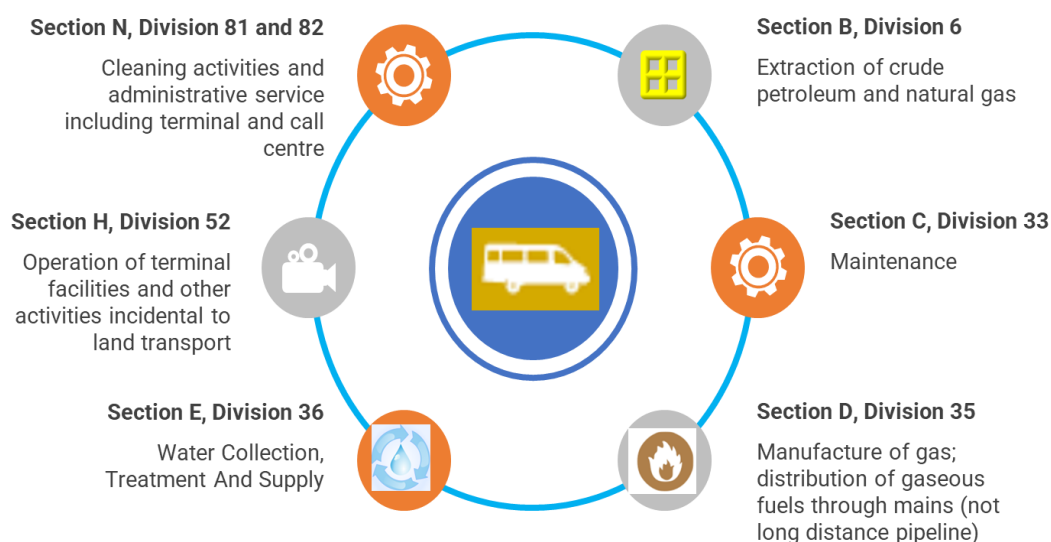 Section N, Division 81 and 82
Cleaning activities and
administrative service
including terminal and call
centre
Section B, Division 6
Extraction of crude
petroleum and natural gas
Section H, Division 52
Operation of terminal
facilities and other
activities incidental to
land transport
Section C, Division 33
Maintenance
Section E, Division 36
Water Collection,
Treatment And Supply
Section D, Division 35
Manufacture of gas;
distribution of gaseous
fuels through mains (not
long distance pipeline)